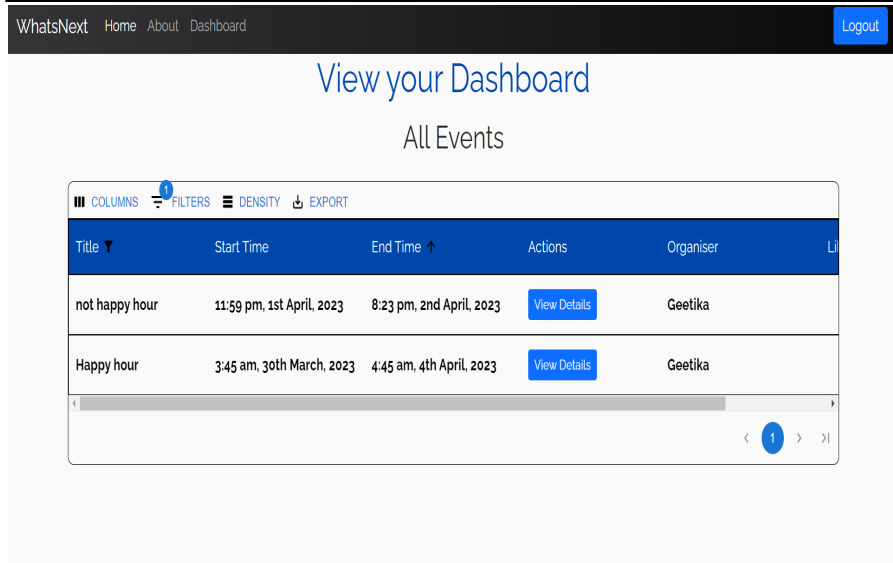 WhatsNext Home About Dashboard Logout
View your Dashboard
All Events
COLUMNS 1 FILTERS DENSITY EXPORT
Title Start Time End Time Actions Organiser Li
not happy hour 11:59 pm, 1st April, 2023 8:23 pm, 2nd April, 2023 View Details Geetika
Happy hour 3:45 am, 30th March, 2023 4:45 am, 4th April, 2023 View Details Geetika
1